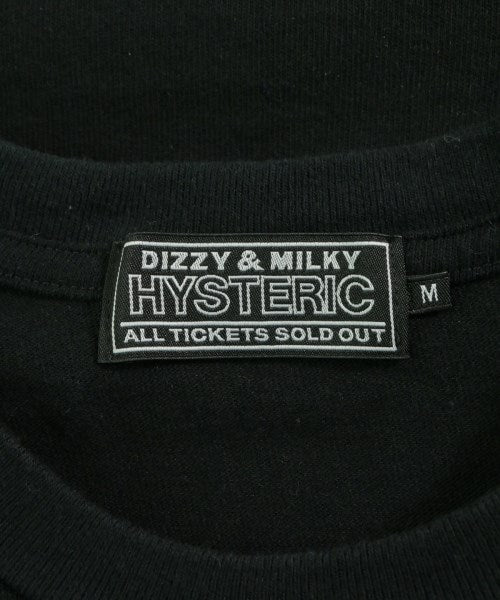 DIZZY & MILKY
HYSTERIC
ALL TICKETS SOLD OUT
M